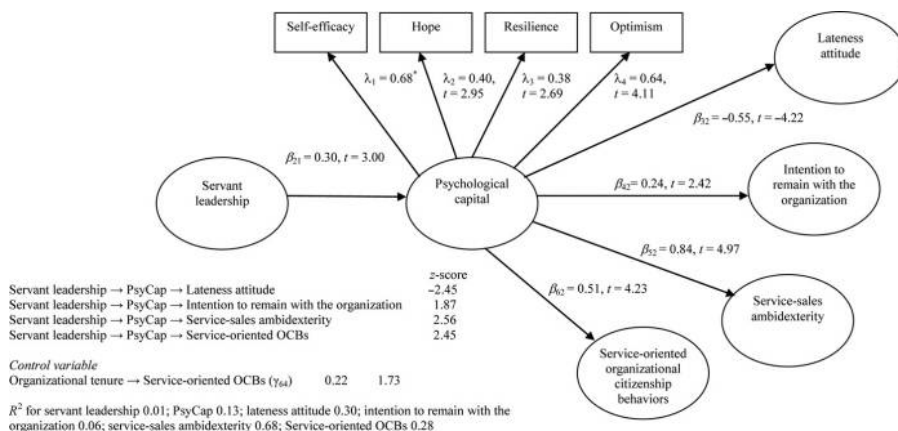 Self-efficacy
Hope
Resilience
Optimism
Lateness
attitude
λ1 = 0.68*
λ2 = 0.40,
t = 2.95
λ3 = 0.38
t = 2.69
λ4 = 0.64,
t = 4.11
β32 = –0.55, t = –4.22
β21 = 0.30, t = 3.00
Servant
leadership
Psychological
capital
β42= 0.24, t = 2.42
Intention to
remain with the
organization
β52 = 0.84, t = 4.97
β62 = 0.51, t = 4.23
Service-sales
ambidexterity
Service-oriented
organizational
citizenship
behaviors
z-score
Servant leadership → PsyCap → Lateness attitude –2.45
Servant leadership → PsyCap → Intention to remain with the organization 1.87
Servant leadership → PsyCap → Service-sales ambidexterity 2.56
Servant leadership → PsyCap → Service-oriented OCBs 2.45
Control variable
Organizational tenure → Service-oriented OCBs (γ64) 0.22 1.73
R² for servant leadership 0.01; PsyCap 0.13; lateness attitude 0.30; intention to remain with the
organization 0.06; service-sales ambidexterity 0.68; Service-oriented OCBs 0.28